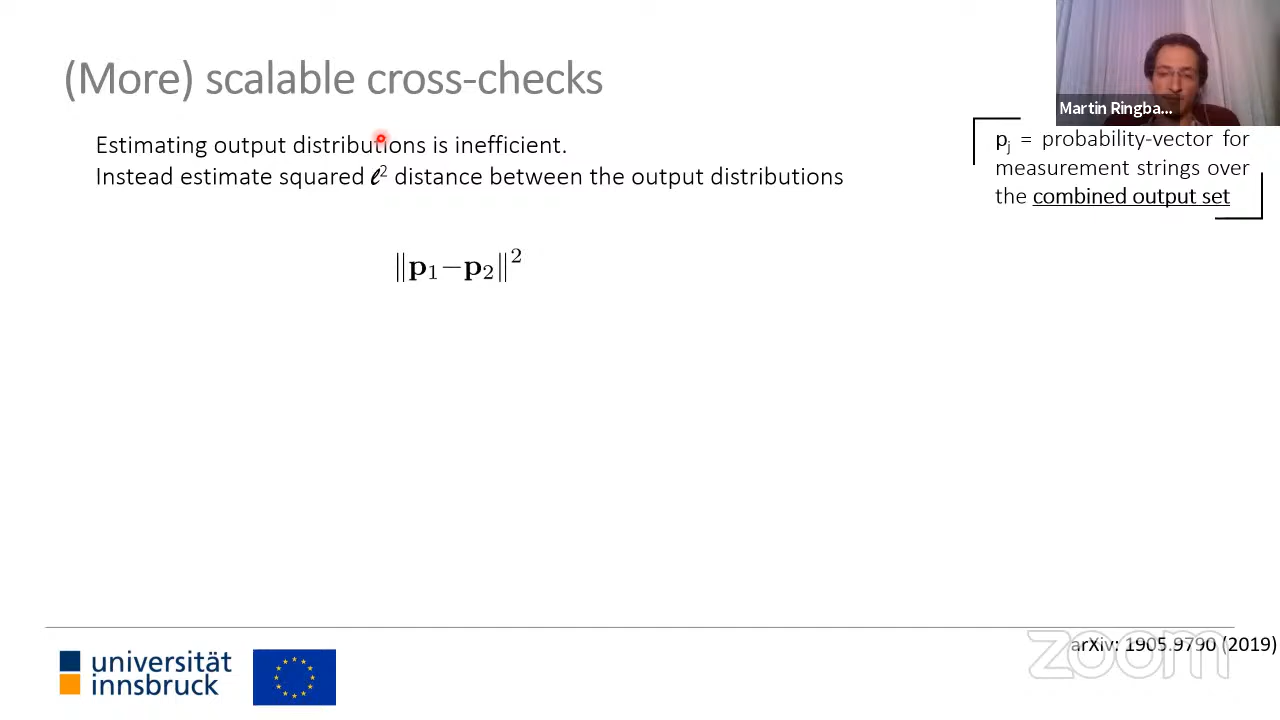 (More) scalable cross-checks
Martin Ringba...
Estimating output distributions is inefficient.
Instead estimate squared ℓ² distance between the output distributions
pⱼ = probability-vector for
measurement strings over
the combined output set
‖p₁−p₂‖²
universität
innsbruck
arXiv: 1905.9790 (2019)
zoom